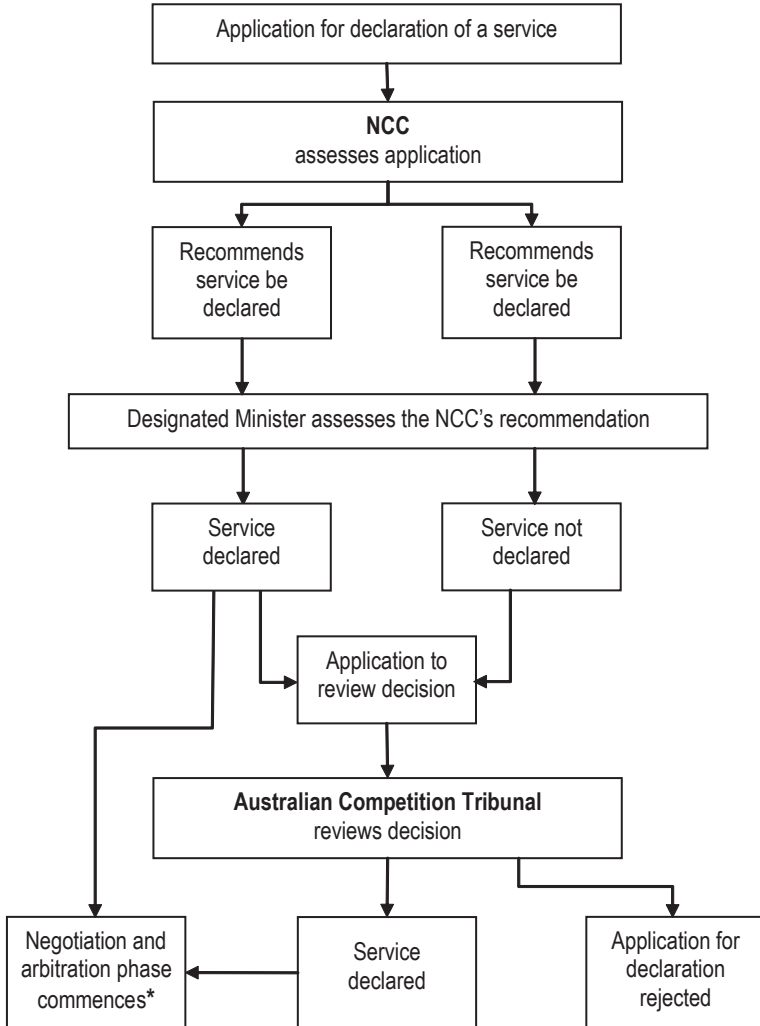 Application for declaration of a service
NCC
assesses application
Recommends
service be
declared
Recommends
service be
declared
Designated Minister assesses the NCC’s recommendation
Service
declared
Service not
declared
Application to
review decision
Australian Competition Tribunal
reviews decision
Negotiation and
arbitration phase
commences*
Service
declared
Application for
declaration
rejected